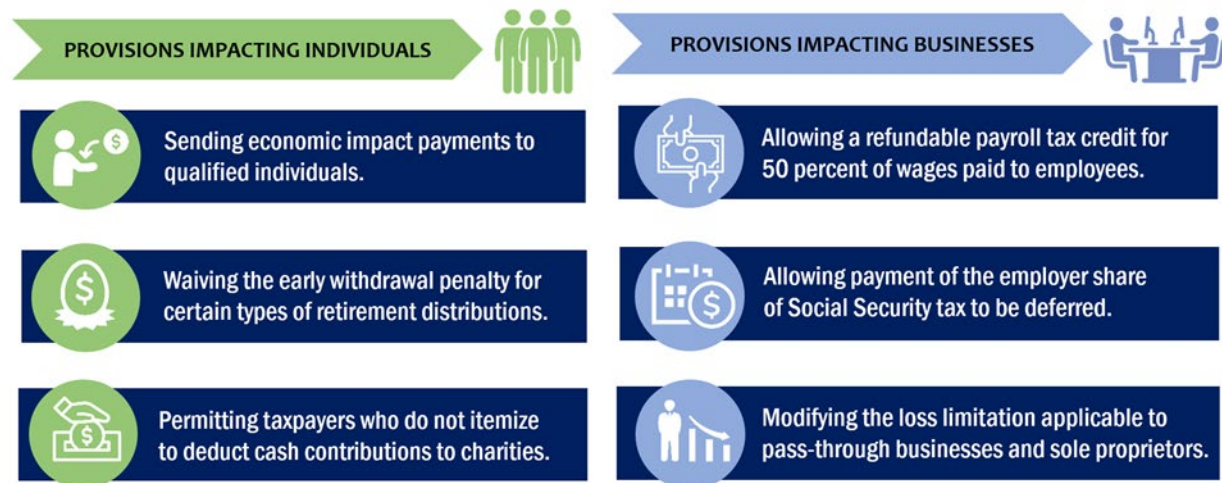 PROVISIONS IMPACTING INDIVIDUALS
Sending economic impact payments to
qualified individuals.
Waiving the early withdrawal penalty for
certain types of retirement distributions.
Permitting taxpayers who do not itemize
to deduct cash contributions to charities.
PROVISIONS IMPACTING BUSINESSES
Allowing a refundable payroll tax credit for
50 percent of wages paid to employees.
Allowing payment of the employer share
of Social Security tax to be deferred.
Modifying the loss limitation applicable to
pass-through businesses and sole proprietors.